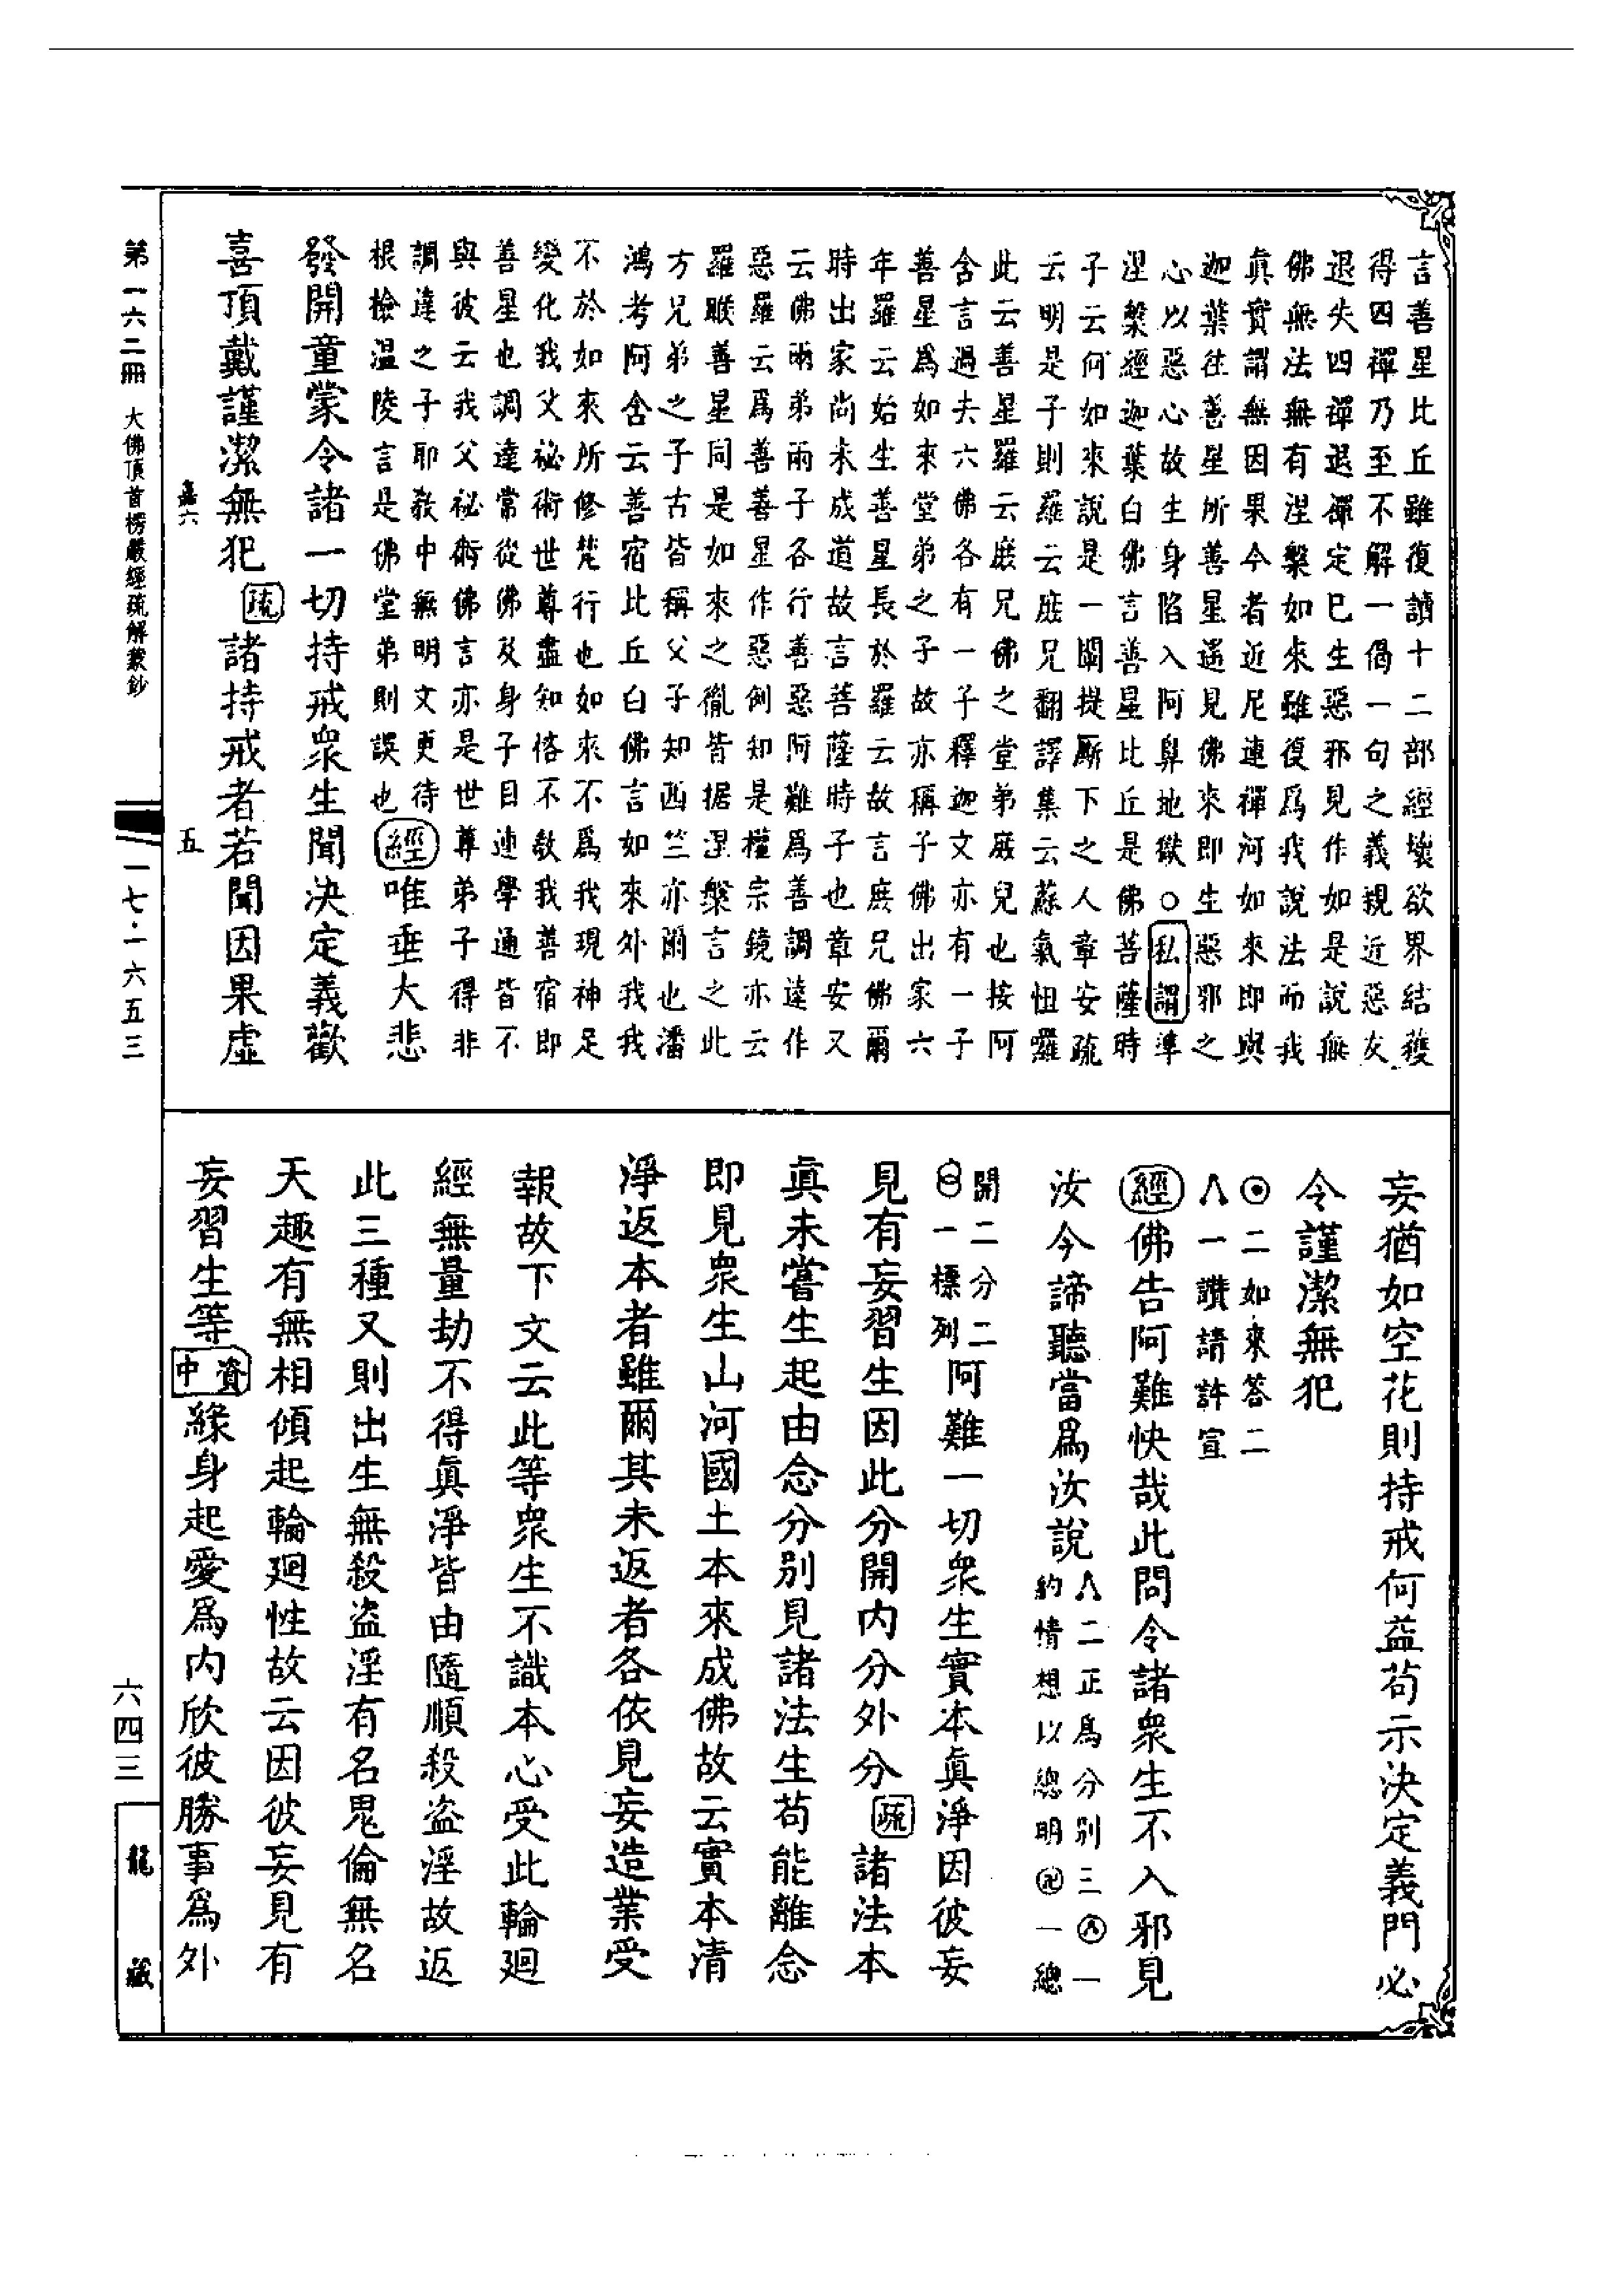 言善星比丘雖復讀十二部經壞欲界結獲
得四禪乃至不解一偈一句之義親近惡友
退失四禪退禪定已生惡邪見作如是說無
佛無法無有涅槃如來雖復爲我說法而我
眞實謂無因果今者近尼連禪河如來即與
迦葉往善星所善星遙見佛來即生惡邪之
心以惡心故生身陷入阿鼻地獄○私謂準
涅槃經迦葉白佛言善星比丘是佛菩薩時
子云何如來說是一闡提厮下之人章安疏
云明是子則羅云庶兄翻譯集云蘇氣怛羅
此云善星羅云庶兄佛之堂弟庶兒也按阿
含言過去六佛各有一子釋迦文亦有一子
善星爲如來堂弟之子故亦稱子佛出家六
年羅云始生善星長於羅云故言庶兄佛爾
時出家尚未成道故言菩薩時子也章安又
云佛兩弟兩子各行善惡阿難爲善調達作
惡羅云爲善善星作惡例知是權宗鏡亦云
羅睺善星同是如來之胤皆據涅槃言之此
方兄弟之子古皆稱父子知西竺亦爾也潘
鴻考阿含云善宿比丘白佛言如來外我我
不於如來所修梵行也如來不爲我現神足
變化我父祕術世尊盡知悋不敎我善宿即
善星也調達常從佛及身子目連學通皆不
與彼云我父祕術佛言亦是世尊弟子得非
調達之子耶敎中無明文更待
根檢溫陵言是佛堂弟則誤也經唯垂大悲
發開童蒙令諸一切持戒衆生聞決定義歡
喜頂戴謹潔無犯疏諸持戒者若聞因果虛
嘉六
五
第一六二冊 大佛頂首楞嚴經疏解蒙鈔
一七·一六五三
妄猶如空花則持戒何益苟示決定義門必
令謹潔無犯
⊙二如來答二
八一讚請許宣
經佛告阿難快哉此問令諸衆生不入邪見
汝今諦聽當爲汝說八二正爲分別三㊇一
約情想以總明卍一總
開二分二
㊀一標列阿難一切衆生實本眞淨因彼妄
見有妄習生因此分開內分外分疏諸法本
眞未嘗生起由念分別見諸法生苟能離念
即見衆生山河國土本來成佛故云實本清
淨返本者雖爾其未返者各依見妄造業受
報故下文云此等衆生不識本心受此輪廻
經無量劫不得眞淨皆由隨順殺盜淫故返
此三種又則出生無殺盜淫有名鬼倫無名
天趣有無相傾起輪廻性故云因彼妄見有
妄習生等資中緣身起愛爲內欣彼勝事爲外
六四三
龍藏